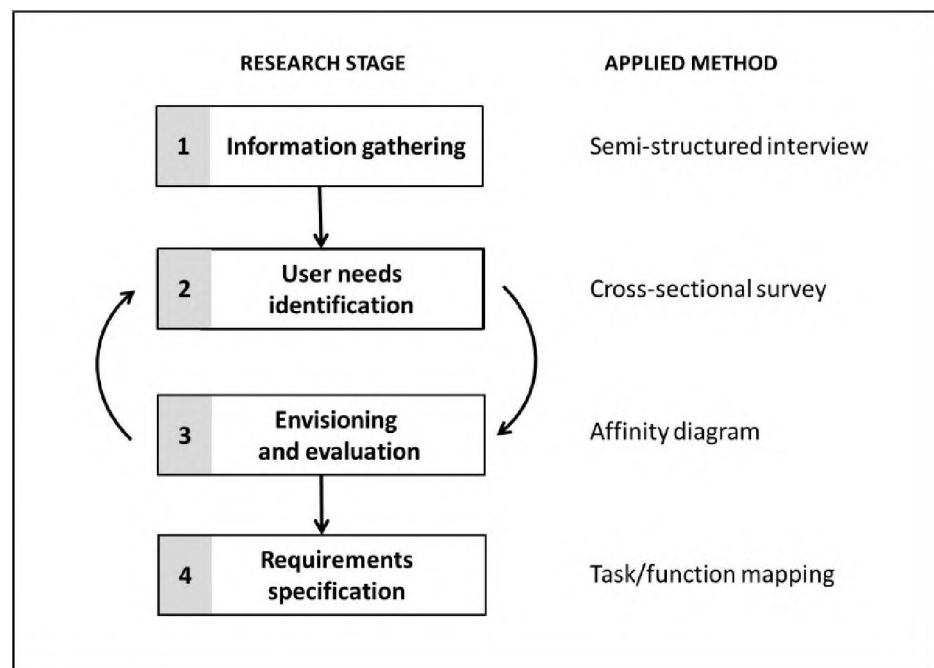 RESEARCH STAGE
APPLIED METHOD
1
Information gathering
Semi-structured interview
2
User needs
identification
Cross-sectional survey
3
Envisioning
and evaluation
Affinity diagram
4
Requirements
specification
Task/function mapping